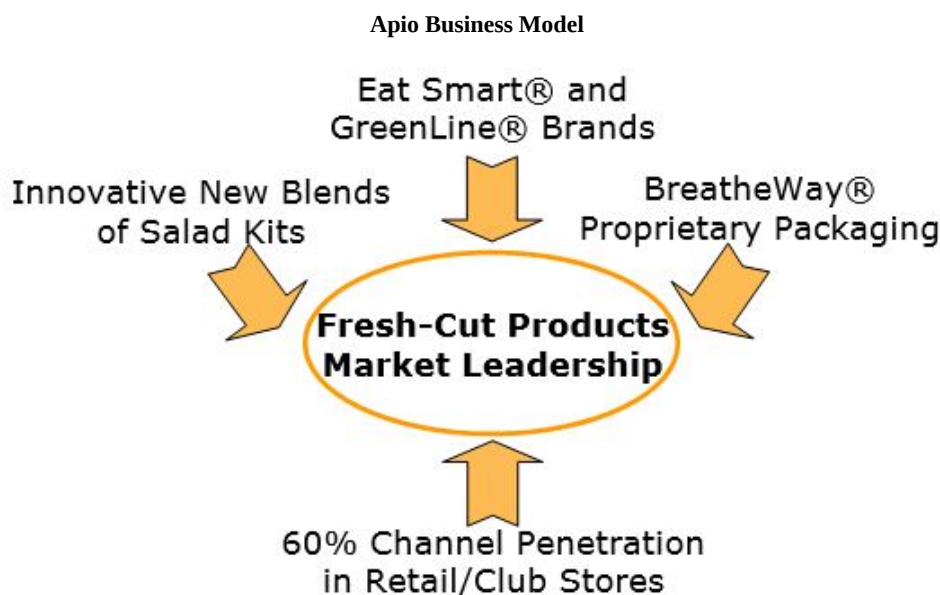 Apio Business Model
Eat Smart® and
GreenLine® Brands
Innovative New Blends
of Salad Kits
BreatheWay®
Proprietary Packaging
Fresh-Cut Products
Market Leadership
60% Channel Penetration
in Retail/Club Stores